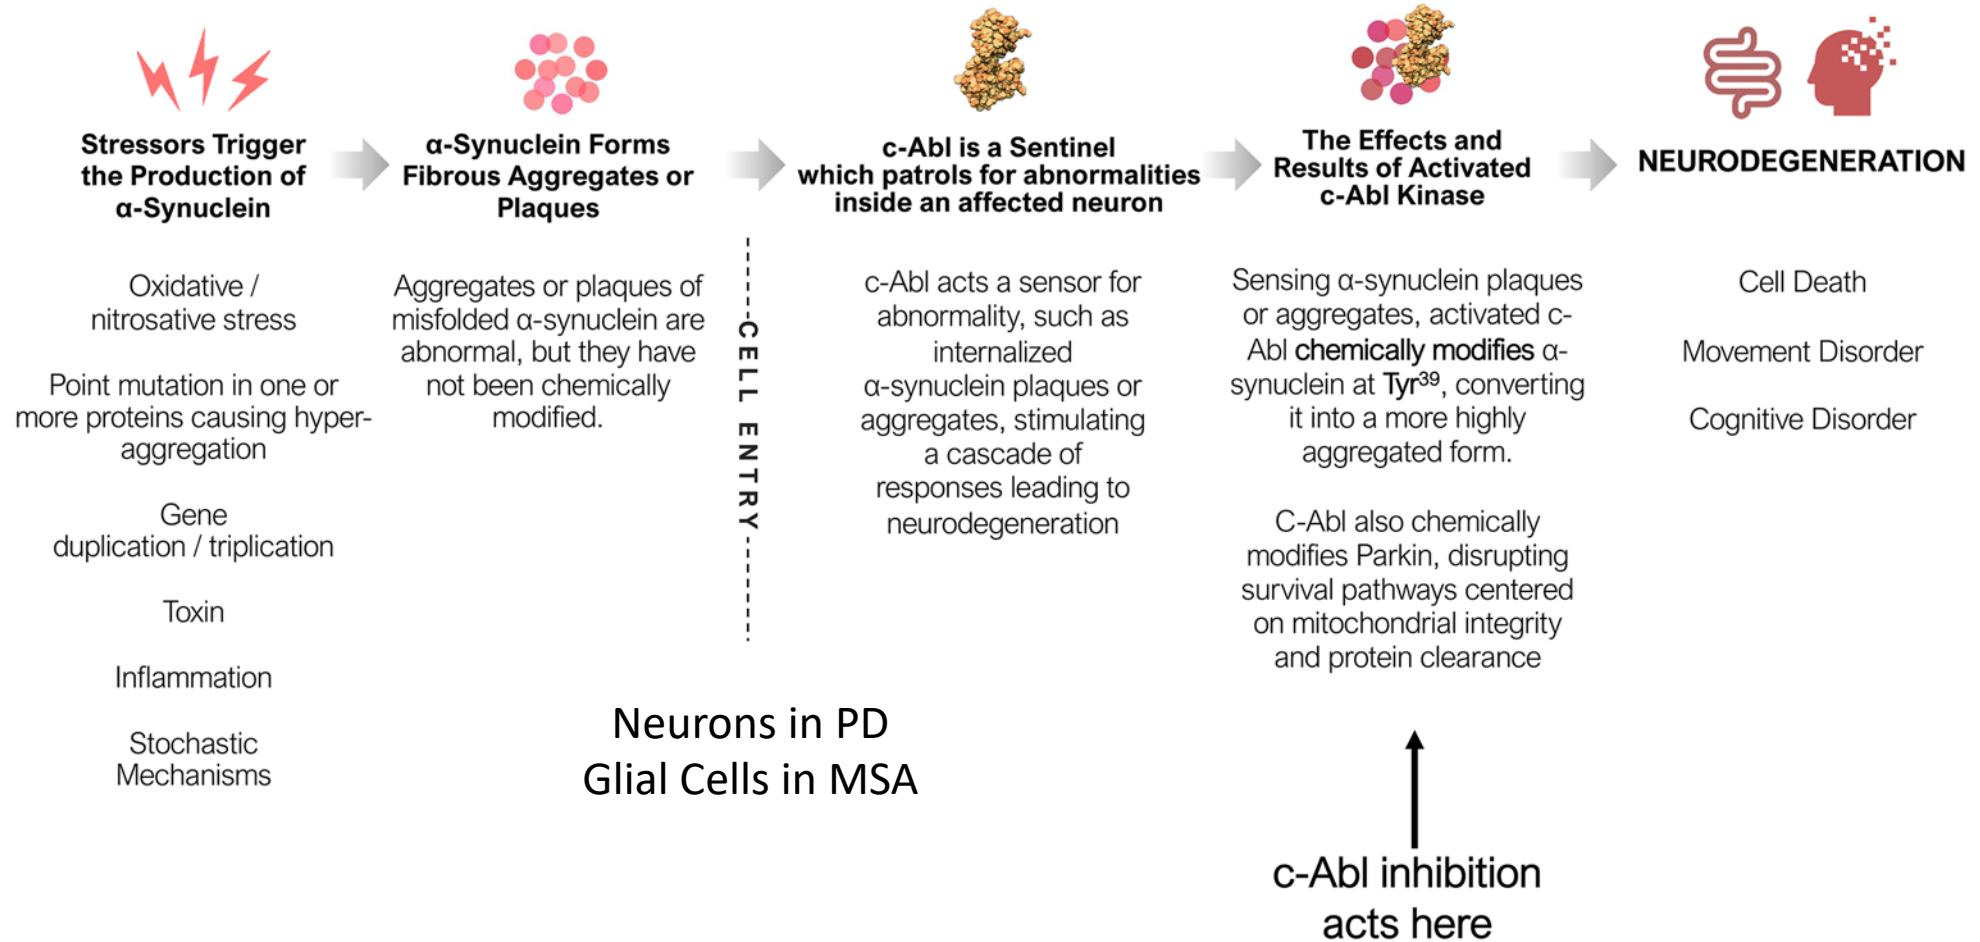 Stressors Trigger
the Production of
α-Synuclein
α-Synuclein Forms
Fibrous Aggregates or
Plaques
c-Abl is a Sentinel
which patrols for abnormalities
inside an affected neuron
The Effects and
Results of Activated
c-Abl Kinase
NEURODEGENERATION
Oxidative /
nitrosative stress
Point mutation in one or
more proteins causing hyper-
aggregation
Gene
duplication / triplication
Toxin
Inflammation
Stochastic
Mechanisms
Aggregates or plaques of
misfolded α-synuclein are
abnormal, but they have
not been chemically
modified.
CELL ENTRY
c-Abl acts a sensor for
abnormality, such as
internalized
α-synuclein plaques or
aggregates, stimulating
a cascade of
responses leading to
neurodegeneration
Sensing α-synuclein plaques
or aggregates, activated c-
Abl chemically modifies α-
synuclein at Tyr³⁹, converting
it into a more highly
aggregated form.
C-Abl also chemically
modifies Parkin, disrupting
survival pathways centered
on mitochondrial integrity
and protein clearance
Cell Death
Movement Disorder
Cognitive Disorder
Neurons in PD
Glial Cells in MSA
c-Abl inhibition
acts here